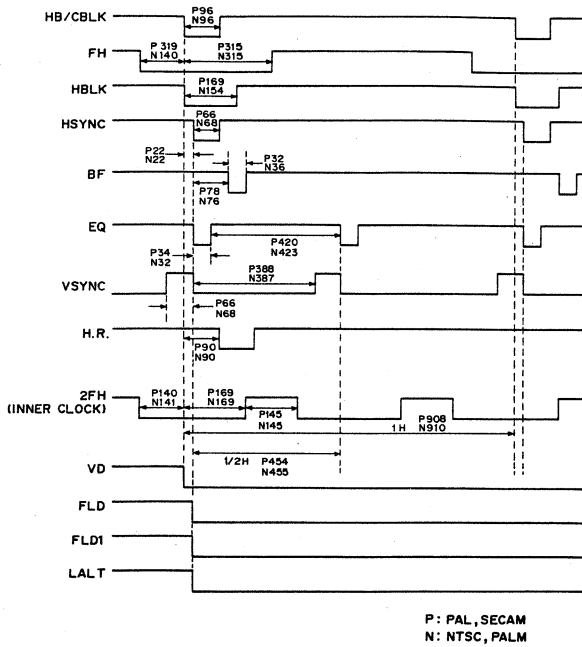 HB/CBLK
P96
N96
FH
P 319
N140
P315
N315
HBLK
P169
N154
HSYNC
P66
N68
P22
N22
BF
P32
N36
P78
N76
EQ
P420
N423
P34
N32
P388
N387
VSYNC
P66
N68
H.R.
P90
N90
2FH
(INNER CLOCK)
P140
N141
P169
N169
P145
N145
1H
P908
N910
1/2H
P454
N455
VD
FLD
FLD1
LALT
P: PAL, SECAM
N: NTSC, PALM